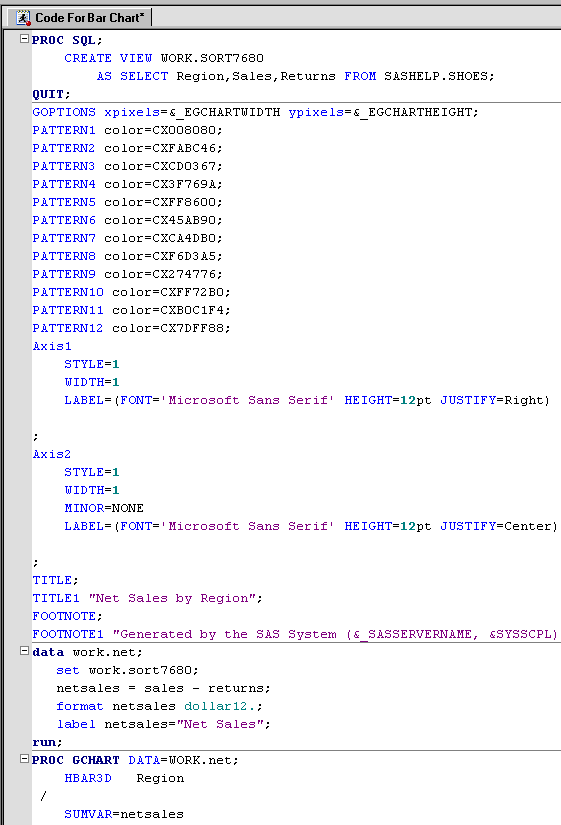 Code For Bar Chart*
PROC SQL;
CREATE VIEW WORK.SORT7680
AS SELECT Region,Sales,Returns FROM SASHELP.SHOES;
QUIT;
GOPTIONS xpixels=&_EGCHARTWIDTH ypixels=&_EGCHARTHEIGHT;
PATTERN1 color=CX008080;
PATTERN2 color=CXFABC46;
PATTERN3 color=CXCD0367;
PATTERN4 color=CX3F769A;
PATTERN5 color=CXFF8600;
PATTERN6 color=CX45AB90;
PATTERN7 color=CXCA4DB0;
PATTERN8 color=CXF6D3A5;
PATTERN9 color=CX274776;
PATTERN10 color=CXFF72B0;
PATTERN11 color=CXB0C1F4;
PATTERN12 color=CX7DFF88;
Axis1
STYLE=1
WIDTH=1
LABEL=(FONT='Microsoft Sans Serif' HEIGHT=12pt JUSTIFY=Right)
;
Axis2
STYLE=1
WIDTH=1
MINOR=NONE
LABEL=(FONT='Microsoft Sans Serif' HEIGHT=12pt JUSTIFY=Center)
;
TITLE;
TITLE1 "Net Sales by Region";
FOOTNOTE;
FOOTNOTE1 "Generated by the SAS System (&_SASSERVERNAME, &SYSSCPL)
data work.net;
set work.sort7680;
netsales = sales - returns;
format netsales dollar12.;
label netsales="Net Sales";
run;
PROC GCHART DATA=WORK.net;
HBAR3D Region
/
SUMVAR=netsales